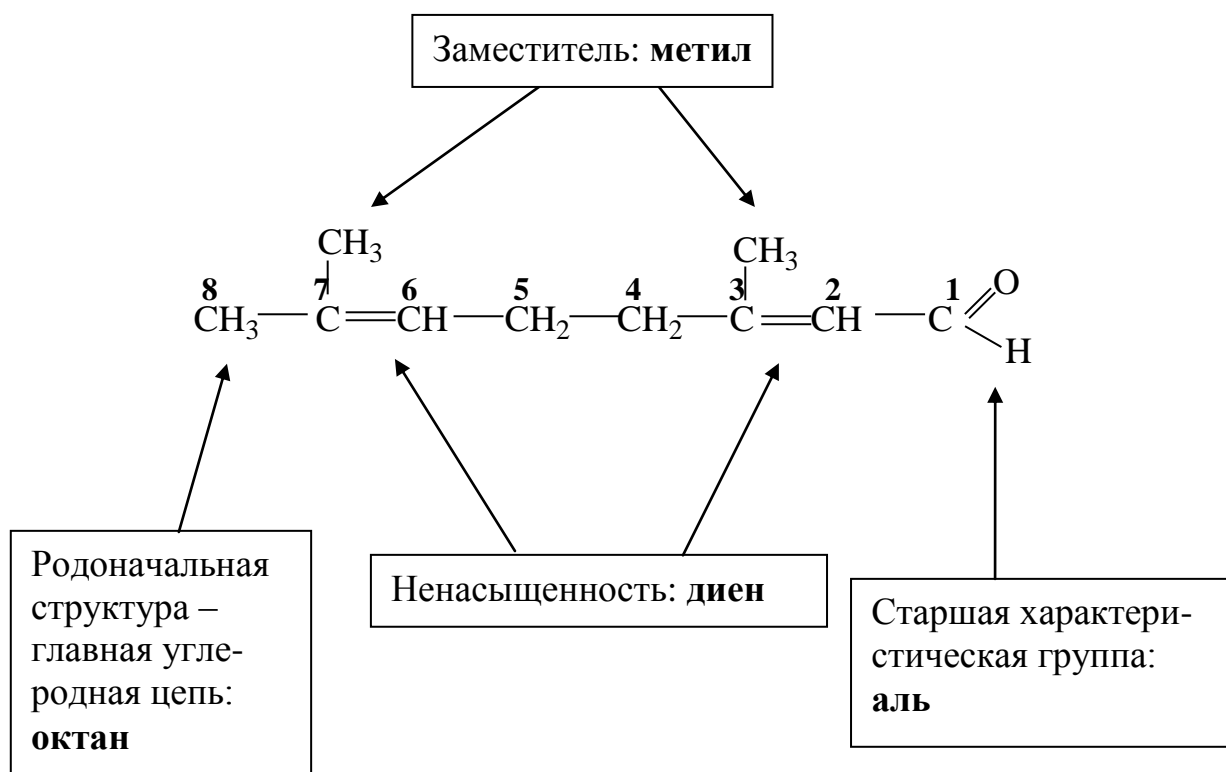 Заместитель: метил
CH3 CH3
8 7 6 5 4 3 2 1 O
CH3 C CH CH2 CH2 C CH C
H
Родоначальная
структура –
главная угле-
родная цепь:
октан
Ненасыщенность: диен
Старшая характери-
стическая группа:
аль